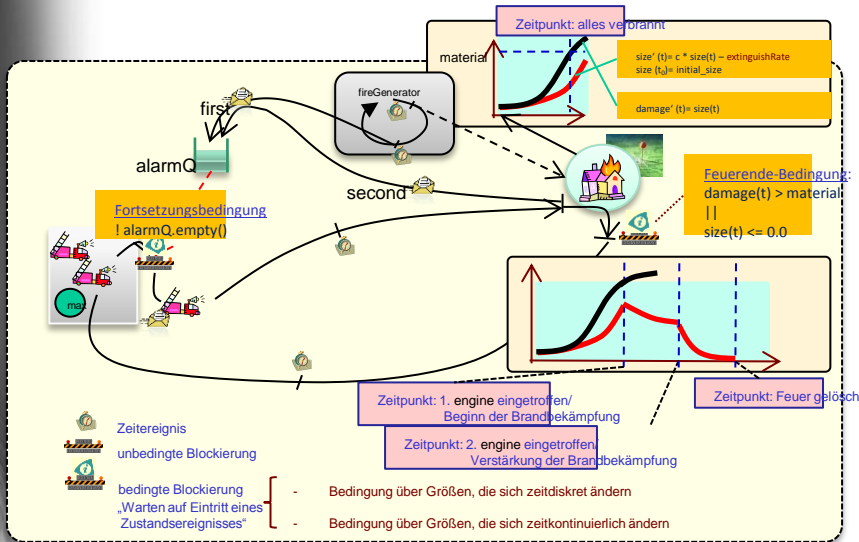 Zeitpunkt: alles verbrannt
material
size' (t)= c * size(t) – extinguishRate
size (t0)= initial_size
damage' (t)= size(t)
fireGenerator
first
alarmQ
second
Fortsetzungsbedingung
! alarmQ.empty()
Feuerende-Bedingung:
damage(t) > material
||
size(t) <= 0.0
max
Zeitpunkt: 1. engine eingetroffen/
Beginn der Brandbekämpfung
Zeitpunkt: Feuer gelösch
Zeitpunkt: 2. engine eingetroffen/
Verstärkung der Brandbekämpfung
Zeitereignis
unbedingte Blockierung
bedingte Blockierung
„Warten auf Eintritt eines
Zustandsereignisses“
- Bedingung über Größen, die sich zeitdiskret ändern
- Bedingung über Größen, die sich zeitkontinuierlich ändern